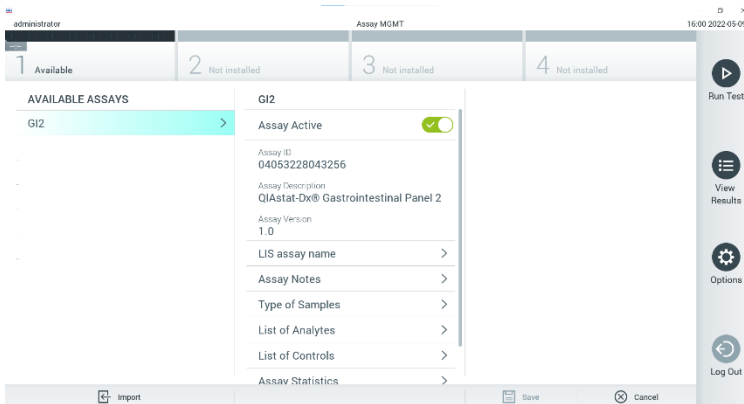 administrator
Assay MGMT
16:00 2022-05-09
1 Available
2 Not installed
3 Not installed
4 Not installed
Run Test
AVAILABLE ASSAYS
GI2
GI2
Assay Active
Assay ID
04053228043256
Assay Description
QIAstat-Dx® Gastrointestinal Panel 2
Assay Version
1.0
LIS assay name
Assay Notes
Type of Samples
List of Analytes
List of Controls
Assay Statistics
View
Results
Options
Log Out
Import
Save
Cancel